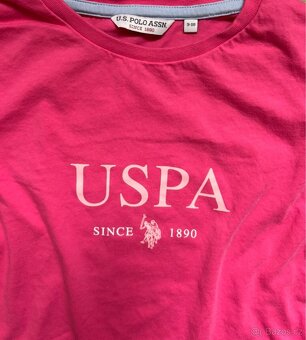 U.S. POLO ASSN.
SINCE 1890
USPA
SINCE 1890